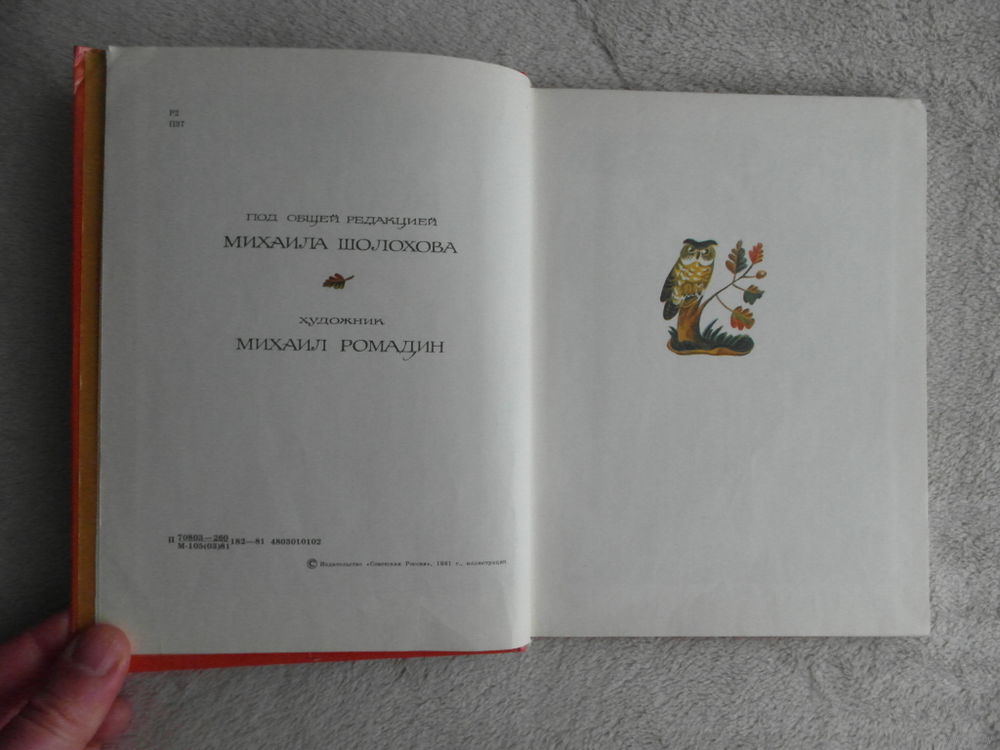 Р2
П37
ПОД ОБЩЕЙ РЕДАКЦИЕЙ
МИХАИЛА ШОЛОХОВА
ХУДОЖНИК
МИХАИЛ РОМАДИН
П 70803—260
М-105(03)81 182—81 4803010102
© Издательство «Советская Россия», 1981 г., иллюстрации